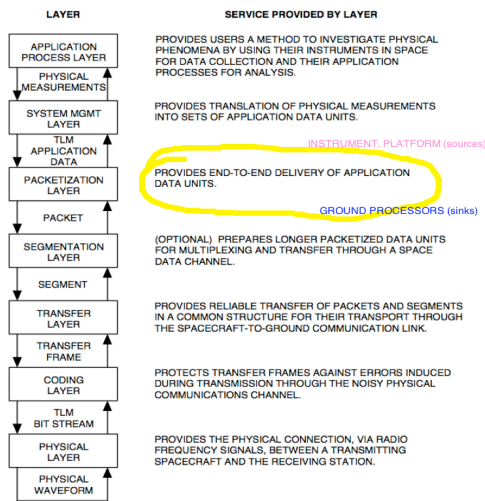 LAYER
SERVICE PROVIDED BY LAYER
APPLICATION
PROCESS LAYER
PROVIDES USERS A METHOD TO INVESTIGATE PHYSICAL
PHENOMENA BY USING THEIR INSTRUMENTS IN SPACE
FOR DATA COLLECTION AND THEIR APPLICATION
PROCESSES FOR ANALYSIS.
PHYSICAL
MEASUREMENTS
SYSTEM MGMT
LAYER
PROVIDES TRANSLATION OF PHYSICAL MEASUREMENTS
INTO SETS OF APPLICATION DATA UNITS.
TLM
APPLICATION
DATA
INSTRUMENT, PLATFORM (sources)
PACKETIZATION
LAYER
PROVIDES END-TO-END DELIVERY OF APPLICATION
DATA UNITS.
GROUND PROCESSORS (sinks)
PACKET
SEGMENTATION
LAYER
(OPTIONAL) PREPARES LONGER PACKETIZED DATA UNITS
FOR MULTIPLEXING AND TRANSFER THROUGH A SPACE
DATA CHANNEL.
SEGMENT
TRANSFER
LAYER
PROVIDES RELIABLE TRANSFER OF PACKETS AND SEGMENTS
IN A COMMON STRUCTURE FOR THEIR TRANSPORT THROUGH
THE SPACECRAFT-TO-GROUND COMMUNICATION LINK.
TRANSFER
FRAME
CODING
LAYER
PROTECTS TRANSFER FRAMES AGAINST ERRORS INDUCED
DURING TRANSMISSION THROUGH THE NOISY PHYSICAL
COMMUNICATIONS CHANNEL.
TLM
BIT STREAM
PHYSICAL
LAYER
PROVIDES THE PHYSICAL CONNECTION, VIA RADIO
FREQUENCY SIGNALS, BETWEEN A TRANSMITTING
SPACECRAFT AND THE RECEIVING STATION.
PHYSICAL
WAVEFORM